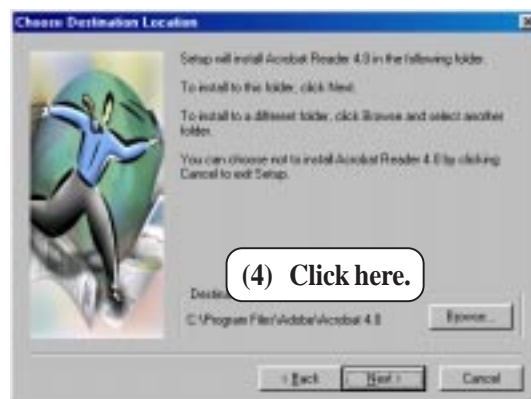 Choose Destination Location
Setup will install Acrobat Reader 4.0 in the following folder.
To install to this folder, click Next.
To install to a different folder, click Browse and select another
folder.
You can choose not to install Acrobat Reader 4.0 by clicking
Cancel to exit Setup.
(4) Click here.
C:\Program Files\Adobe\Acrobat 4.0
Browse...
< Back
Next >
Cancel